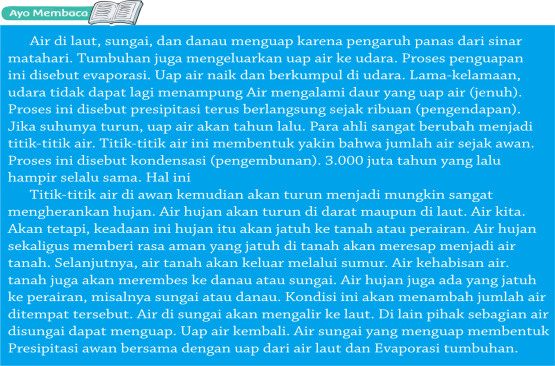 Ayo Membaca
Air di laut, sungai, dan danau menguap karena pengaruh panas dari sinar
matahari. Tumbuhan juga mengeluarkan uap air ke udara. Proses penguapan
ini disebut evaporasi. Uap air naik dan berkumpul di udara. Lama-kelamaan,
udara tidak dapat lagi menampung Air mengalami daur yang uap air (jenuh).
Proses ini disebut presipitasi terus berlangsung sejak ribuan (pengendapan).
Jika suhunya turun, uap air akan tahun lalu. Para ahli sangat berubah menjadi
titik-titik air. Titik-titik air ini membentuk yakin bahwa jumlah air sejak awan.
Proses ini disebut kondensasi (pengembunan). 3.000 juta tahun yang lalu
hampir selalu sama. Hal ini
Titik-titik air di awan kemudian akan turun menjadi mungkin sangat
mengherankan hujan. Air hujan akan turun di darat maupun di laut. Air kita.
Akan tetapi, keadaan ini hujan itu akan jatuh ke tanah atau perairan. Air hujan
sekaligus memberi rasa aman yang jatuh di tanah akan meresap menjadi air
tanah. Selanjutnya, air tanah akan keluar melalui sumur. Air kehabisan air.
tanah juga akan merembes ke danau atau sungai. Air hujan juga ada yang jatuh
ke perairan, misalnya sungai atau danau. Kondisi ini akan menambah jumlah air
ditempat tersebut. Air di sungai akan mengalir ke laut. Di lain pihak sebagian air
disungai dapat menguap. Uap air kembali. Air sungai yang menguap membentuk
Presipitasi awan bersama dengan uap dari air laut dan Evaporasi tumbuhan.